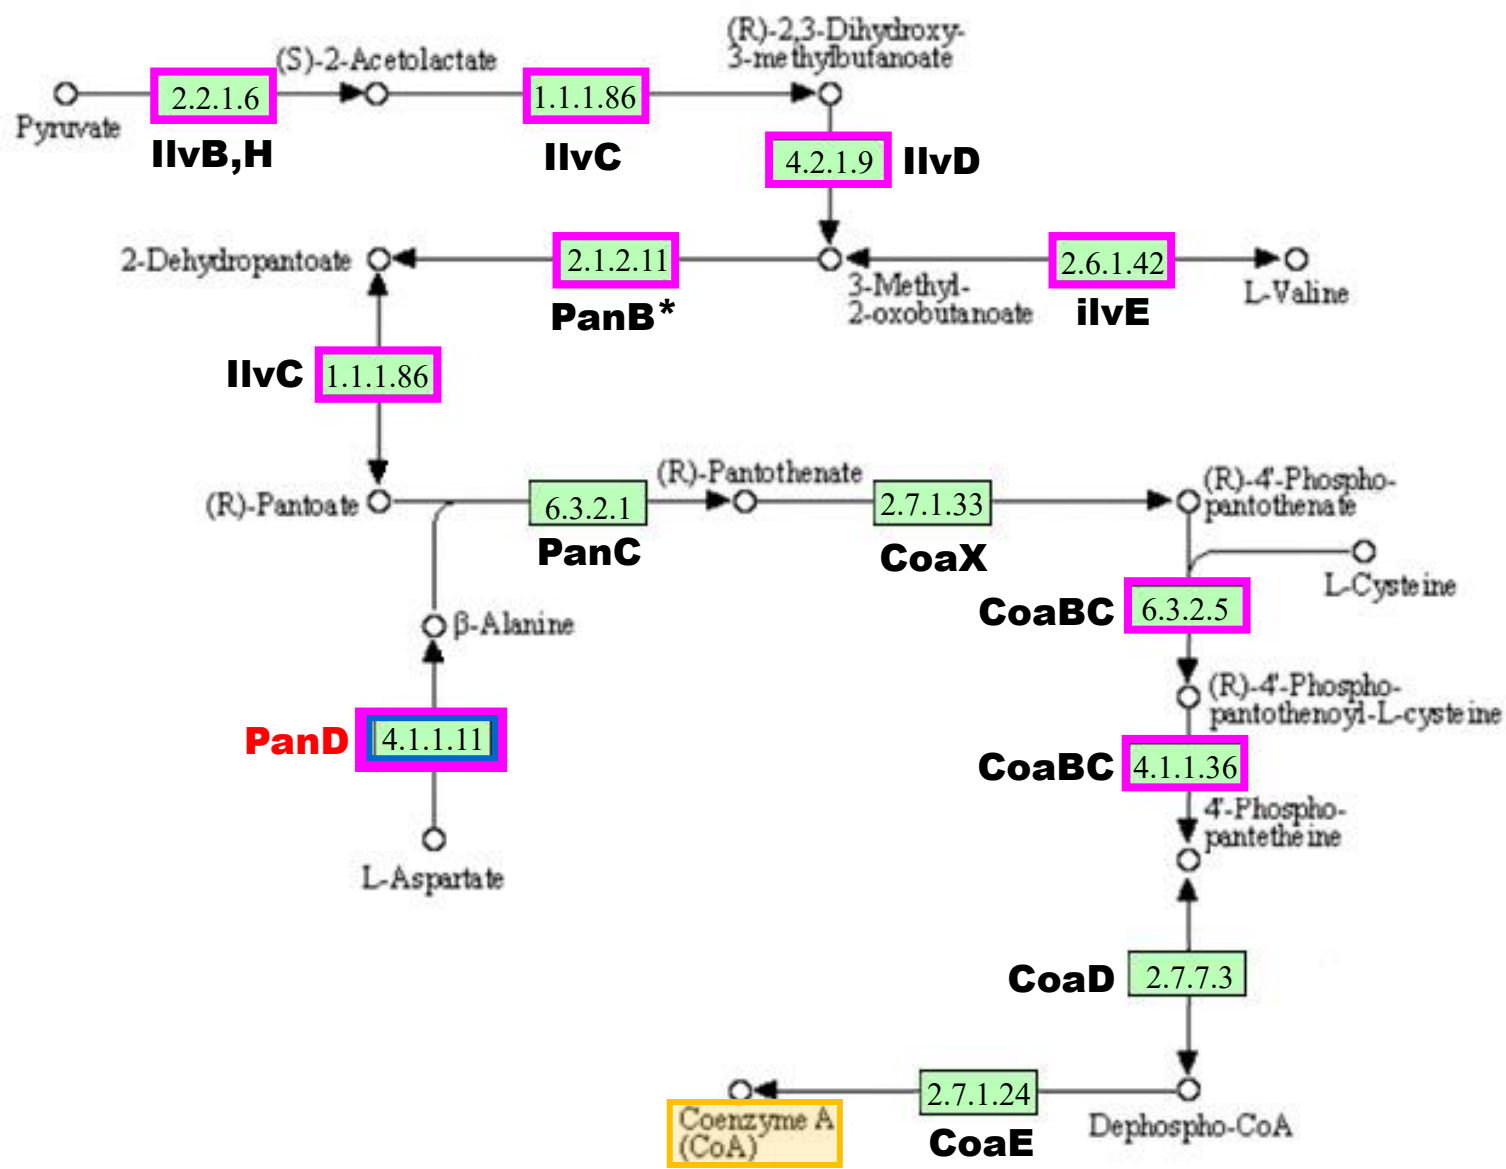 (R)-2,3-Dihydroxy-
3-methylbutanoate
(S)-2-Acetolactate
Pyruvate
2.2.1.6
1.1.1.86
IlvB,H
IlvC
4.2.1.9
IlvD
2-Dehydropantoate
2.1.2.11
PanB*
3-Methyl-
2-oxobutanoate
2.6.1.42
ilvE
L-Valine
IlvC
1.1.1.86
(R)-Pantoate
6.3.2.1
PanC
(R)-Pantothenate
2.7.1.33
CoaX
(R)-4'-Phospho-
pantothenate
L-Cysteine
CoaBC
6.3.2.5
β-Alanine
(R)-4'-Phospho-
pantothenoyl-L-cysteine
PanD
4.1.1.11
CoaBC
4.1.1.36
4'-Phospho-
pantetheine
L-Aspartate
CoaD
2.7.7.3
2.7.1.24
CoaE
Dephospho-CoA
Coenzyme A
(CoA)